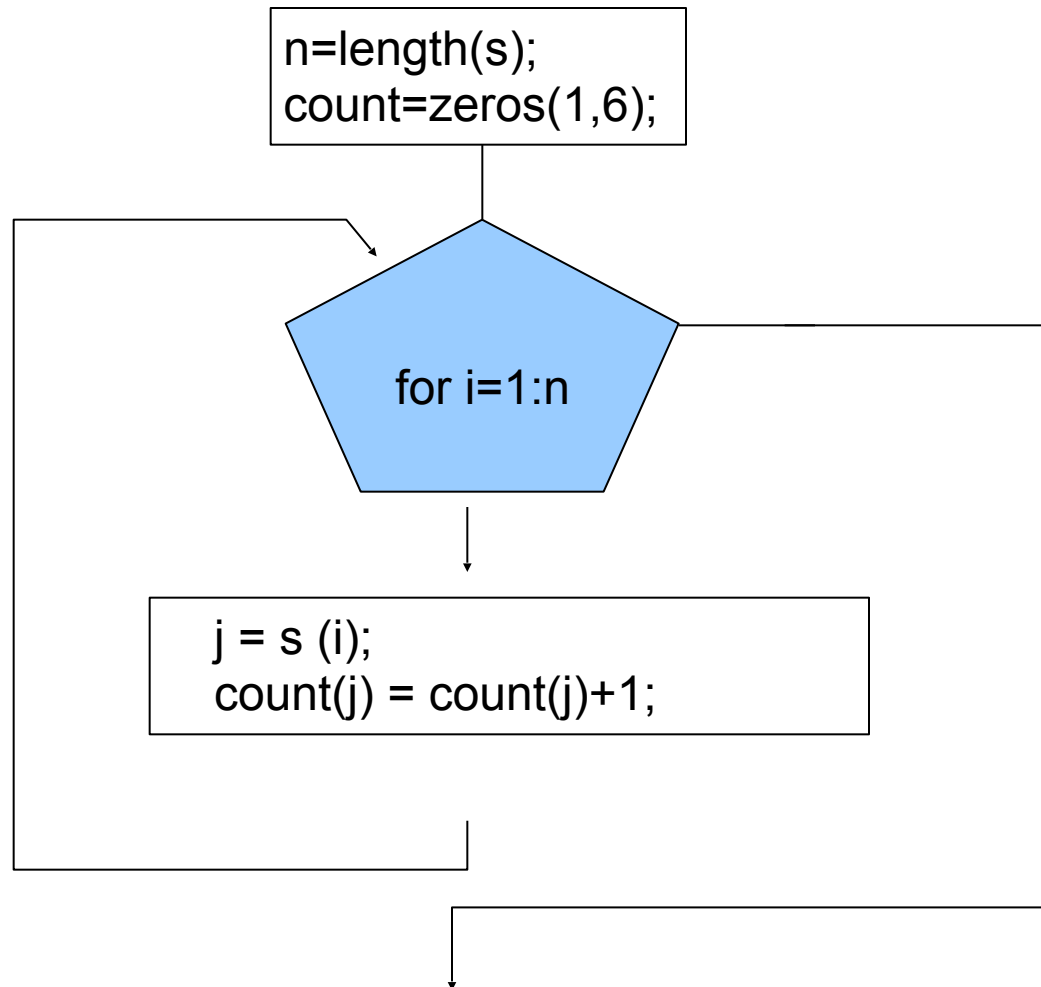 n=length(s);
count=zeros(1,6);
for i=1:n
j = s (i);
count(j) = count(j)+1;